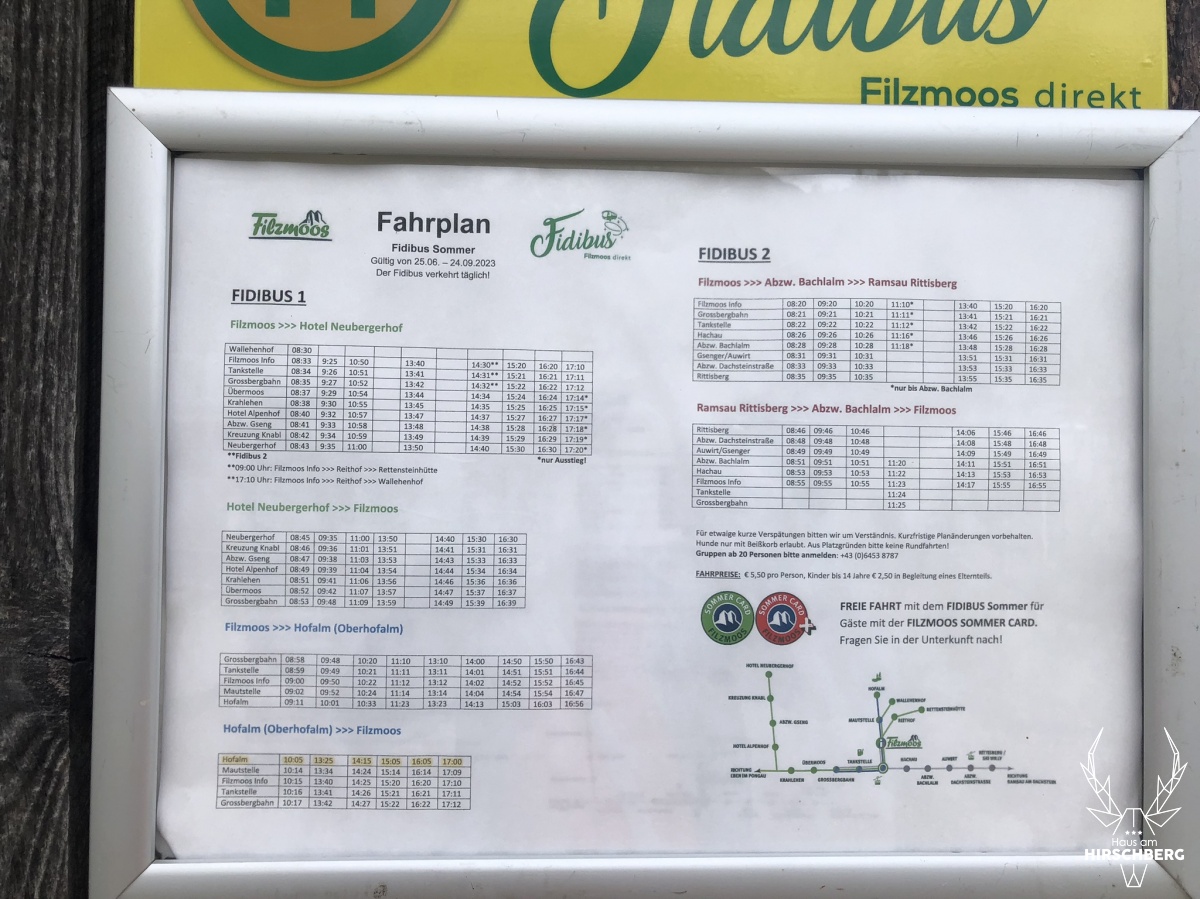 Fidibus
Filzmoos direkt
Filzmoos
Fahrplan
Fidibus Sommer
Gültig von 25.06. – 24.09.2023
Der Fidibus verkehrt täglich!
Fidibus
Filzmoos direkt
FIDIBUS 1
Filzmoos >>> Hotel Neubergerhof
Wallehenhof 08:30
Filzmoos Info 08:33 9:25 10:50 13:40 14:30** 15:20 16:20 17:10
Tankstelle 08:34 9:26 10:51 13:41 14:31** 15:21 16:21 17:11
Grossbergbahn 08:35 9:27 10:52 13:42 14:32** 15:22 16:22 17:12
Übermoos 08:37 9:29 10:54 13:44 14:34 15:24 16:24 17:14*
Krahlehen 08:38 9:30 10:55 13:45 14:35 15:25 16:25 17:15*
Hotel Alpenhof 08:40 9:32 10:57 13:47 14:37 15:27 16:27 17:17*
Abzw. Gseng 08:41 9:33 10:58 13:48 14:38 15:28 16:28 17:18*
Kreuzung Knabl 08:42 9:34 10:59 13:49 14:39 15:29 16:29 17:19*
Neubergerhof 08:43 9:35 11:00 13:50 14:40 15:30 16:30 17:20*
**Fidibus 2 *nur Ausstieg!
**09:00 Uhr: Filzmoos Info >>> Reithof >>> Rettensteinhütte
**17:10 Uhr: Filzmoos Info >>> Reithof >>> Wallehenhof
Hotel Neubergerhof >>> Filzmoos
Neubergerhof 08:45 09:35 11:00 13:50 14:40 15:30 16:30
Kreuzung Knabl 08:46 09:36 11:01 13:51 14:41 15:31 16:31
Abzw. Gseng 08:47 09:38 11:03 13:53 14:43 15:33 16:33
Hotel Alpenhof 08:49 09:39 11:04 13:54 14:44 15:34 16:34
Krahlehen 08:51 09:41 11:06 13:56 14:46 15:36 16:36
Übermoos 08:52 09:42 11:07 13:57 14:47 15:37 16:37
Grossbergbahn 08:53 09:48 11:09 13:59 14:49 15:39 16:39
Filzmoos >>> Hofalm (Oberhofalm)
Grossbergbahn 08:58 09:48 10:20 11:10 13:10 14:00 14:50 15:50 16:43
Tankstelle 08:59 09:49 10:21 11:11 13:11 14:01 14:51 15:51 16:44
Filzmoos Info 09:00 09:50 10:22 11:12 13:12 14:02 14:52 15:52 16:45
Mautstelle 09:02 09:52 10:24 11:14 13:14 14:04 14:54 15:54 16:47
Hofalm 09:11 10:01 10:33 11:23 13:23 14:13 15:03 16:03 16:56
Hofalm (Oberhofalm) >>> Filzmoos
Hofalm 10:05 13:25 14:15 15:05 16:05 17:00
Mautstelle 10:14 13:34 14:24 15:14 16:14 17:09
Filzmoos Info 10:15 13:40 14:25 15:20 16:20 17:10
Tankstelle 10:16 13:41 14:26 15:21 16:21 17:11
Grossbergbahn 10:17 13:42 14:27 15:22 16:22 17:12
FIDIBUS 2
Filzmoos >>> Abzw. Bachlalm >>> Ramsau Rittisberg
Filzmoos Info 08:20 09:20 10:20 11:10* 13:40 15:20 16:20
Grossbergbahn 08:21 09:21 10:21 11:11* 13:41 15:21 16:21
Tankstelle 08:22 09:22 10:22 11:12* 13:42 15:22 16:22
Hachau 08:26 09:26 10:26 11:16* 13:46 15:26 16:26
Abzw. Bachlalm 08:28 09:28 10:28 11:18* 13:48 15:28 16:28
Gsenger/Auwirt 08:31 09:31 10:31 13:51 15:31 16:31
Abzw. Dachsteinstraße 08:33 09:33 10:33 13:53 15:33 16:33
Rittisberg 08:35 09:35 10:35 13:55 15:35 16:35
*nur bis Abzw. Bachlalm
Ramsau Rittisberg >>> Abzw. Bachlalm >>> Filzmoos
Rittisberg 08:46 09:46 10:46 14:06 15:46 16:46
Abzw. Dachsteinstraße 08:48 09:48 10:48 14:08 15:48 16:48
Auwirt/Gsenger 08:49 09:49 10:49 14:09 15:49 16:49
Abzw. Bachlalm 08:51 09:51 10:51 11:20 14:11 15:51 16:51
Hachau 08:53 09:53 10:53 11:22 14:13 15:53 16:53
Filzmoos Info 08:55 09:55 10:55 11:23 14:17 15:55 16:55
Tankstelle 11:24
Grossbergbahn 11:25
Für etwaige kurze Verspätungen bitten wir um Verständnis. Kurzfristige Planänderungen vorbehalten.
Hunde nur mit Beißkorb erlaubt. Aus Platzgründen bitte keine Rundfahrten!
Gruppen ab 20 Personen bitte anmelden: +43 (0)6453 8787
FAHRPREISE: € 5,50 pro Person, Kinder bis 14 Jahre € 2,50 in Begleitung eines Elternteils.
SOMMER CARD FILZMOOS
SOMMER CARD FILZMOOS
FREIE FAHRT mit dem FIDIBUS Sommer für
Gäste mit der FILZMOOS SOMMER CARD.
Fragen Sie in der Unterkunft nach!
HOTEL NEUBERGERHOF
HOFALM
KREUZUNG KNABL
WALLEHENHOF
RETTENSTEINHÜTTE
ABZW. GSENG
MAUTSTELLE
REITHOF
HOTEL ALPENHOF
Filzmoos
RICHTUNG
EBEN IM PONGAU
KRAHLEHEN
ÜBERMOOS
GROSSBERGBAHN
TANKSTELLE
HACHAU
ABZW.
BACHLALM
AUWIRT
ABZW.
DACHSTEINSTRASSE
RITTISBERG /
RICHTUNG
RAMSAU AM DACHSTEIN
Haus am
HIRSCHBERG